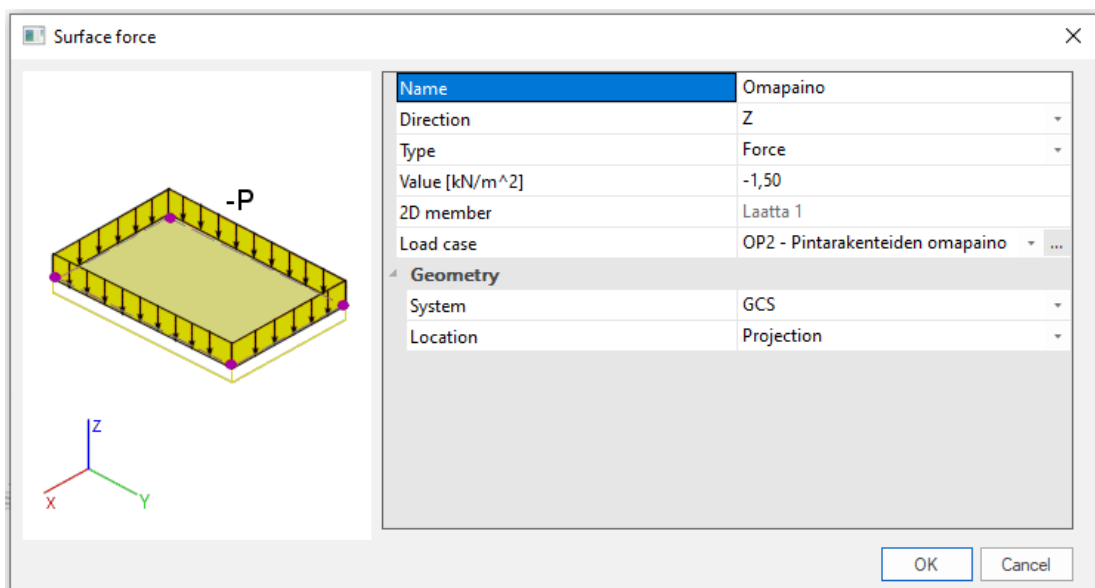 Surface force
-P
Z
X
Y
Name Omapaino
Direction Z
Type Force
Value [kN/m^2] -1,50
2D member Laatta 1
Load case OP2 - Pintarakenteiden omapaino ...
Geometry
System GCS
Location Projection
OK Cancel